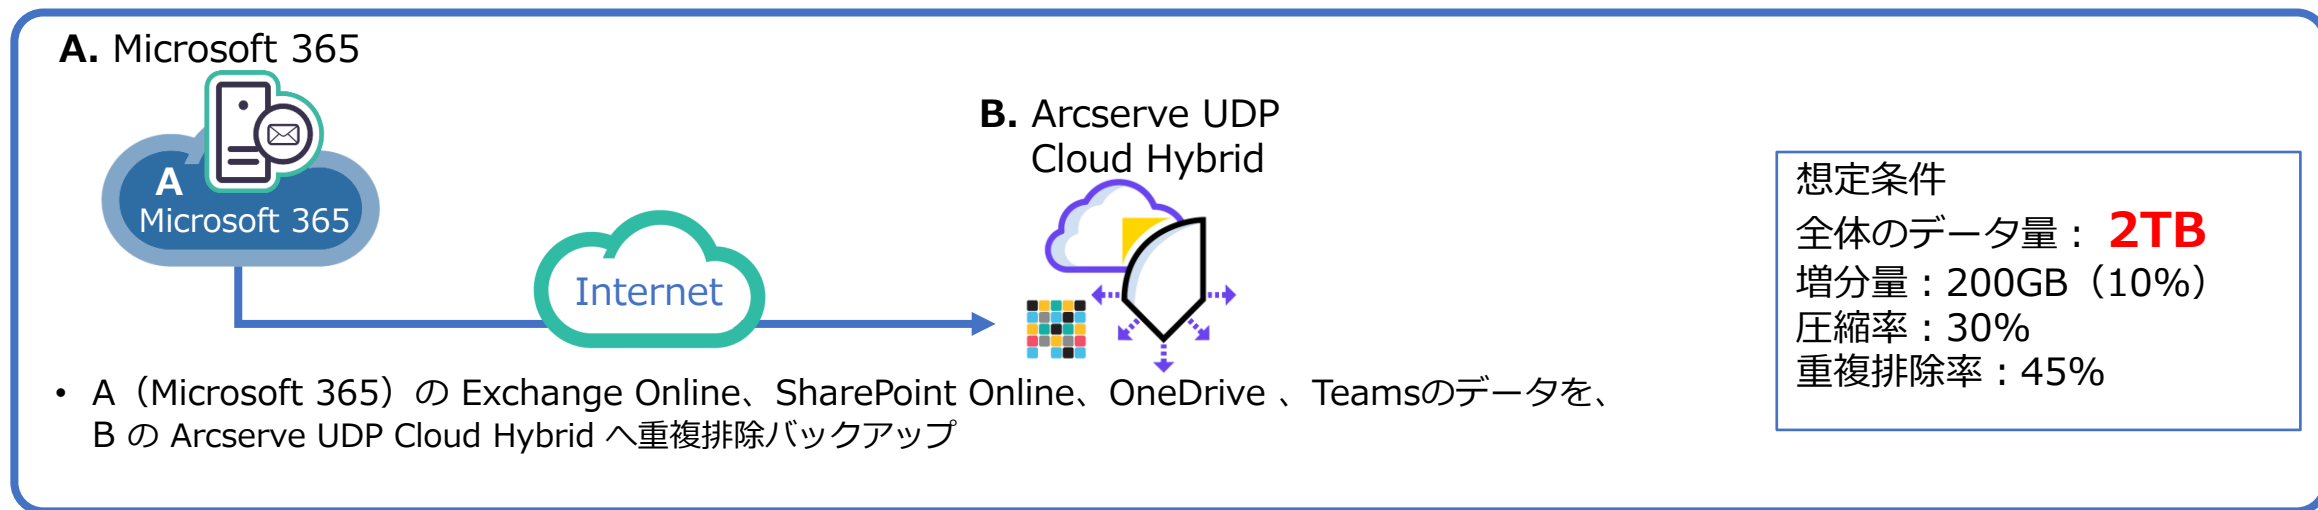 A. Microsoft 365
A
Microsoft 365
Internet
B. Arcserve UDP
Cloud Hybrid
想定条件
全体のデータ量： 2TB
増分量：200GB（10%）
圧縮率：30%
重複排除率：45%
• A（Microsoft 365）の Exchange Online、SharePoint Online、OneDrive 、Teamsのデータを、
B の Arcserve UDP Cloud Hybrid へ重複排除バックアップ